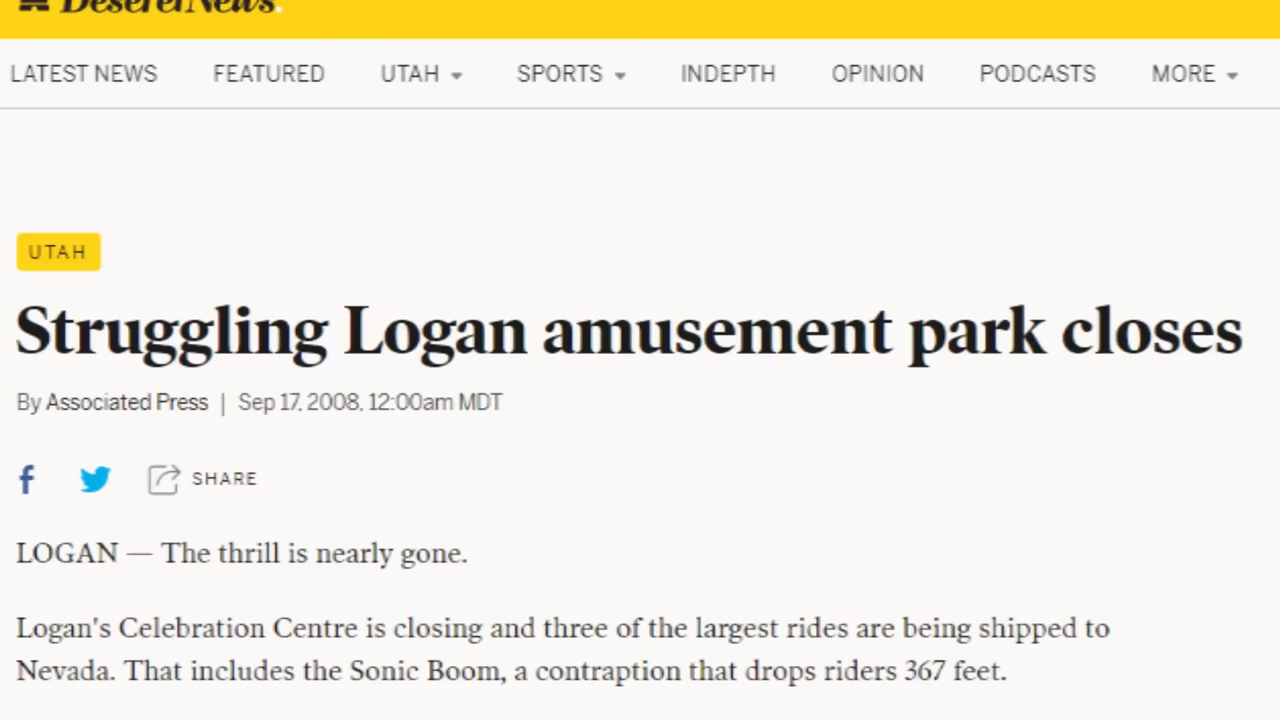 Deseret News.
LATEST NEWS FEATURED UTAH SPORTS INDEPTH OPINION PODCASTS MORE
UTAH
Struggling Logan amusement park closes
By Associated Press | Sep 17, 2008, 12:00am MDT
f SHARE
LOGAN — The thrill is nearly gone.
Logan's Celebration Centre is closing and three of the largest rides are being shipped to
Nevada. That includes the Sonic Boom, a contraption that drops riders 367 feet.